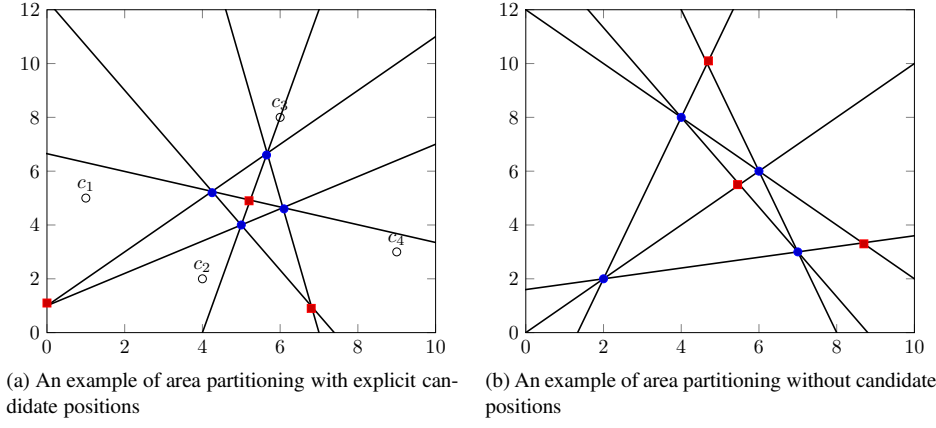 12
10
8
6
4
2
0
0 2 4 6 8 10
c3
c1
c2
c4
(a) An example of area partitioning with explicit can-
didate positions
12
10
8
6
4
2
0
0 2 4 6 8 10
(b) An example of area partitioning without candidate
positions